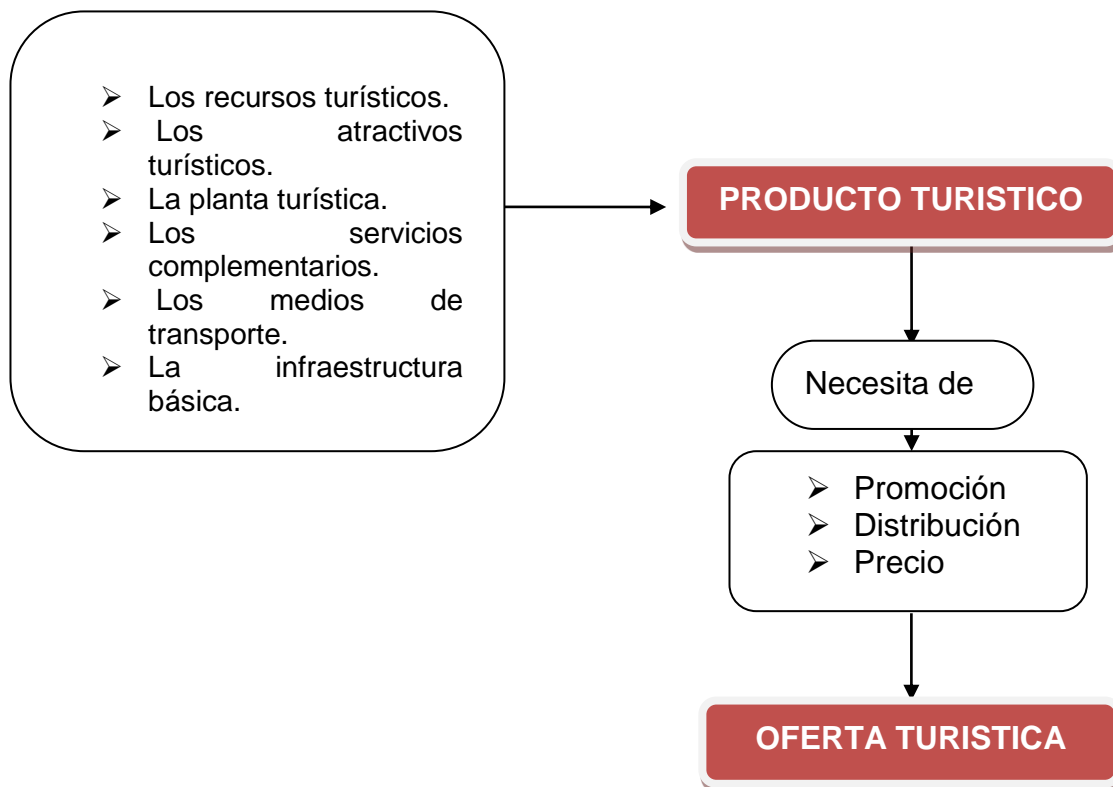 ➢ Los recursos turísticos.
➢ Los atractivos
turísticos.
➢ La planta turística.
➢ Los servicios
complementarios.
➢ Los medios de
transporte.
➢ La infraestructura
básica.
PRODUCTO TURISTICO
Necesita de
➢ Promoción
➢ Distribución
➢ Precio
OFERTA TURISTICA